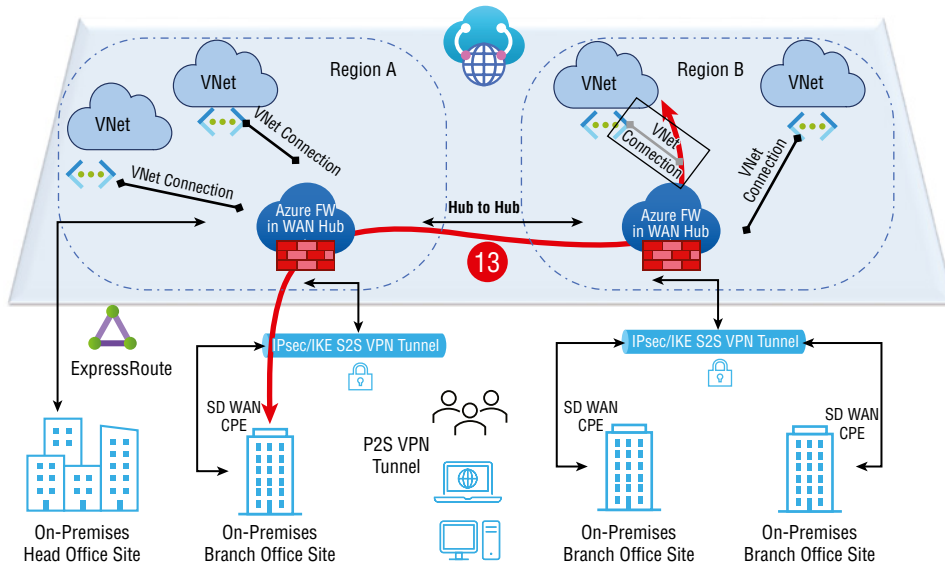 Region A
Region B
VNet
VNet
VNet
VNet
VNet Connection
VNet Connection
VNet
Connection
VNet
Connection
Azure FW
in WAN Hub
Hub to Hub
Azure FW
in WAN Hub
13
ExpressRoute
IPsec/IKE S2S VPN Tunnel
IPsec/IKE S2S VPN Tunnel
SD WAN
CPE
P2S VPN
Tunnel
SD WAN
CPE
SD WAN
CPE
On-Premises
Head Office Site
On-Premises
Branch Office Site
On-Premises
Branch Office Site
On-Premises
Branch Office Site